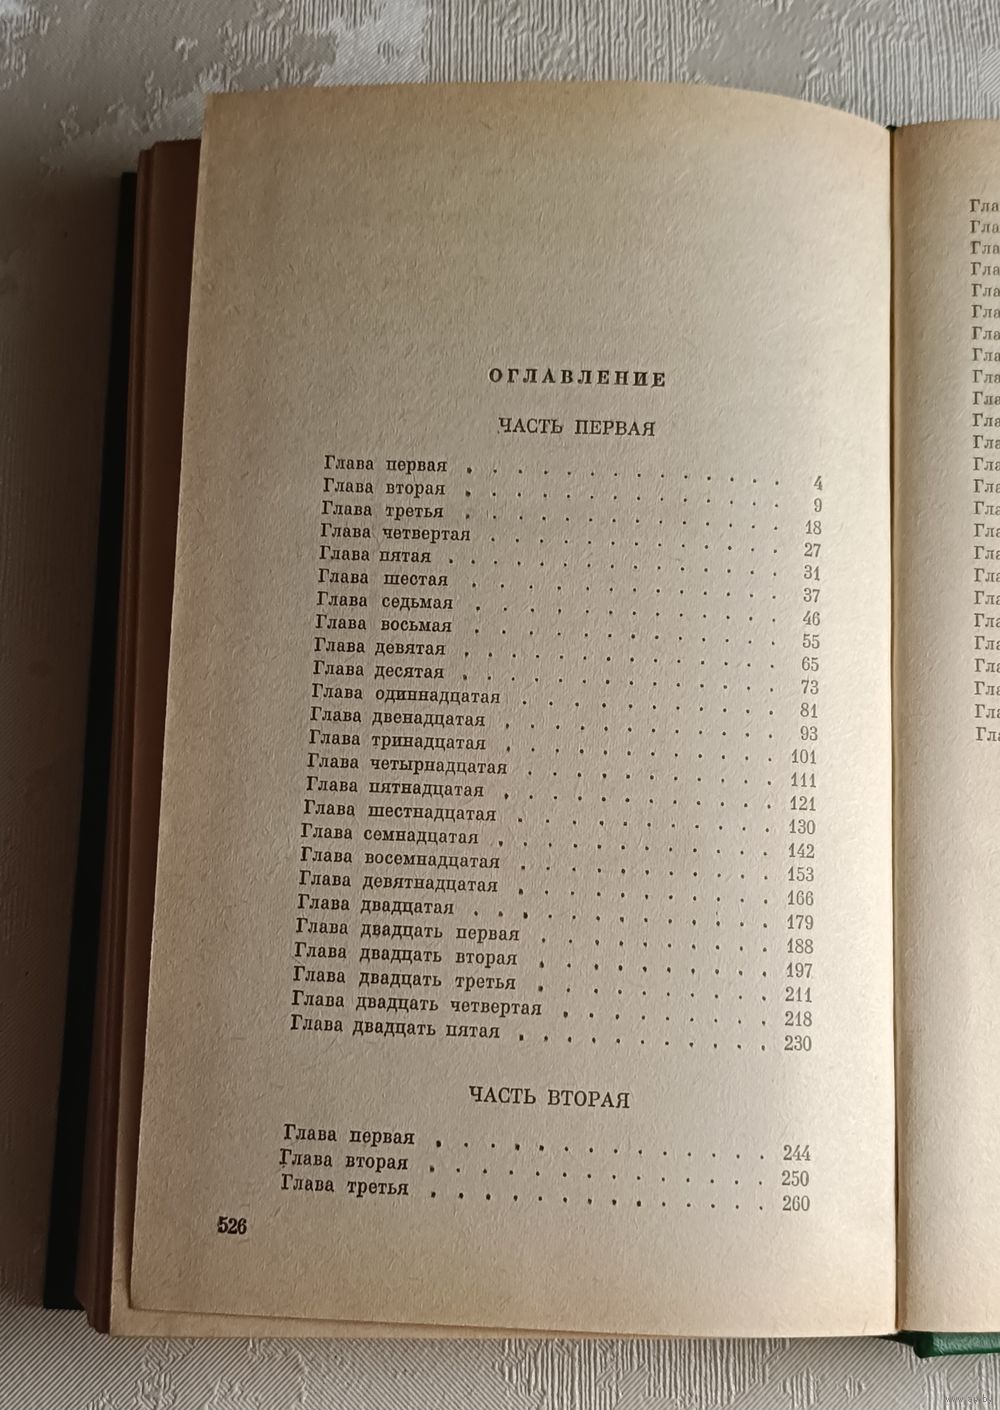 ОГЛАВЛЕНИЕ
ЧАСТЬ ПЕРВАЯ
Глава первая . . . . . . . . . . . . . . 4
Глава вторая . . . . . . . . . . . . . . 9
Глава третья . . . . . . . . . . . . . . 18
Глава четвертая . . . . . . . . . . . . . 27
Глава пятая . . . . . . . . . . . . . . 31
Глава шестая . . . . . . . . . . . . . . 37
Глава седьмая . . . . . . . . . . . . . 46
Глава восьмая . . . . . . . . . . . . . 55
Глава девятая . . . . . . . . . . . . . 65
Глава десятая . . . . . . . . . . . . . 73
Глава одиннадцатая . . . . . . . . . . . 81
Глава двенадцатая . . . . . . . . . . . . 93
Глава тринадцатая . . . . . . . . . . . . 101
Глава четырнадцатая . . . . . . . . . . . 111
Глава пятнадцатая . . . . . . . . . . . . 121
Глава шестнадцатая . . . . . . . . . . . 130
Глава семнадцатая . . . . . . . . . . . . 142
Глава восемнадцатая . . . . . . . . . . . 153
Глава девятнадцатая . . . . . . . . . . . 166
Глава двадцатая . . . . . . . . . . . . . 179
Глава двадцать первая . . . . . . . . . . 188
Глава двадцать вторая . . . . . . . . . . 197
Глава двадцать третья . . . . . . . . . . 211
Глава двадцать четвертая . . . . . . . . . 218
Глава двадцать пятая . . . . . . . . . . . 230
ЧАСТЬ ВТОРАЯ
Глава первая . . . . . . . . . . . . . . 244
Глава вторая . . . . . . . . . . . . . . 250
Глава третья . . . . . . . . . . . . . . 260
526